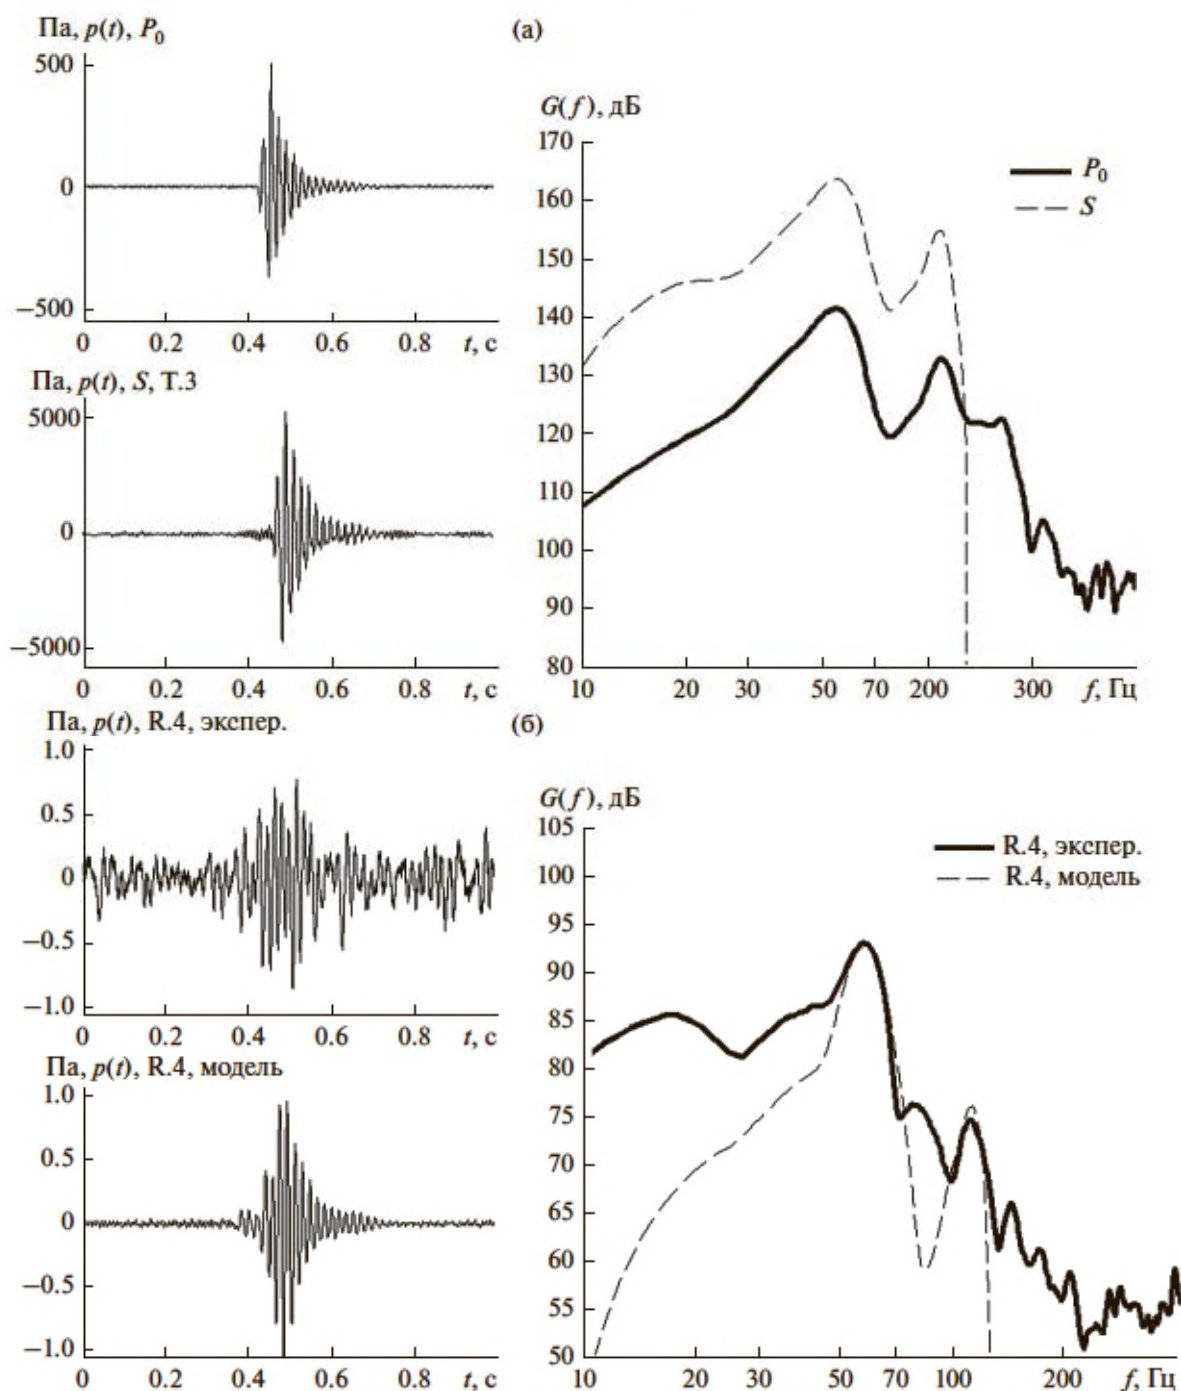 Па, p(t), P0
(а)
500
0
–500
0 0.2 0.4 0.6 0.8 t, с
Па, p(t), S, Т.3
5000
0
–5000
0 0.2 0.4 0.6 0.8 t, с
G(f), дБ
170
160
150
140
130
120
110
100
90
80
10 20 30 50 70 200 300 f, Гц
P0
S
Па, p(t), R.4, экспер.
(б)
1.0
0.5
0
–0.5
–1.0
0 0.2 0.4 0.6 0.8 t, с
Па, p(t), R.4, модель
1.0
0.5
0
–0.5
–1.0
0 0.2 0.4 0.6 0.8 t, с
G(f), дБ
105
100
95
90
85
80
75
70
65
60
55
50
10 20 30 50 70 100 200 f, Гц
R.4, экспер.
R.4, модель